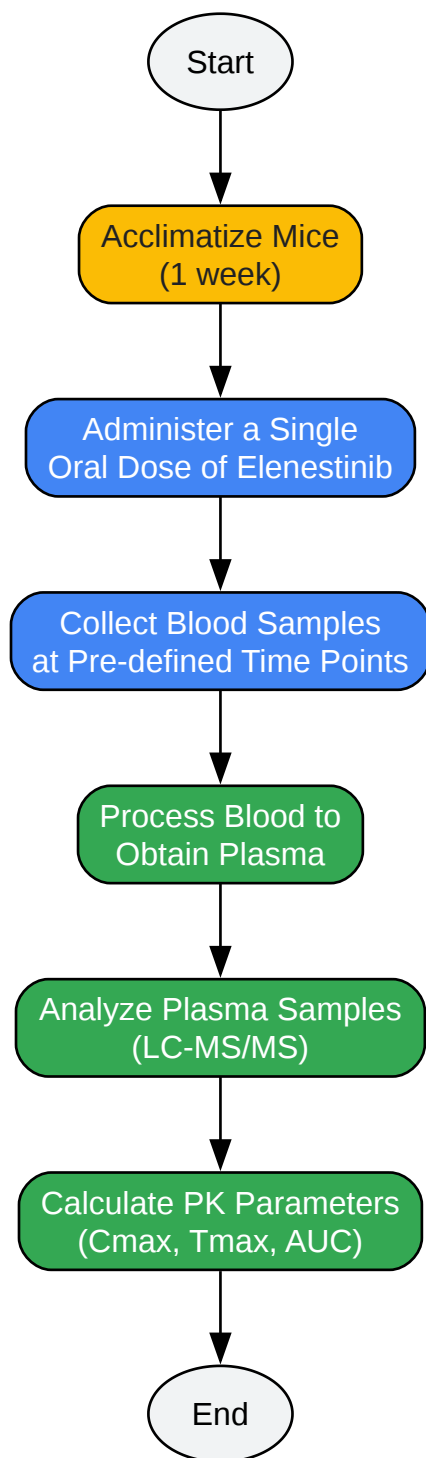 Start
Acclimatize Mice
(1 week)
Administer a Single
Oral Dose of Elenestinib
Collect Blood Samples
at Pre-defined Time Points
Process Blood to
Obtain Plasma
Analyze Plasma Samples
(LC-MS/MS)
Calculate PK Parameters
(Cmax, Tmax, AUC)
End